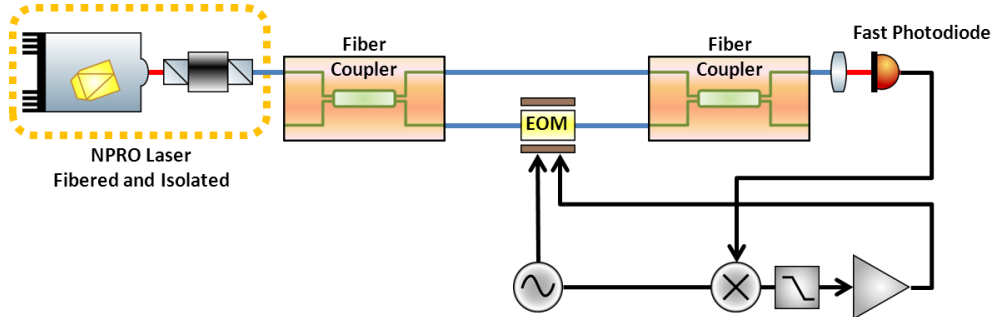 NPRO Laser
Fibered and Isolated
Fiber
Coupler
EOM
Fiber
Coupler
Fast Photodiode